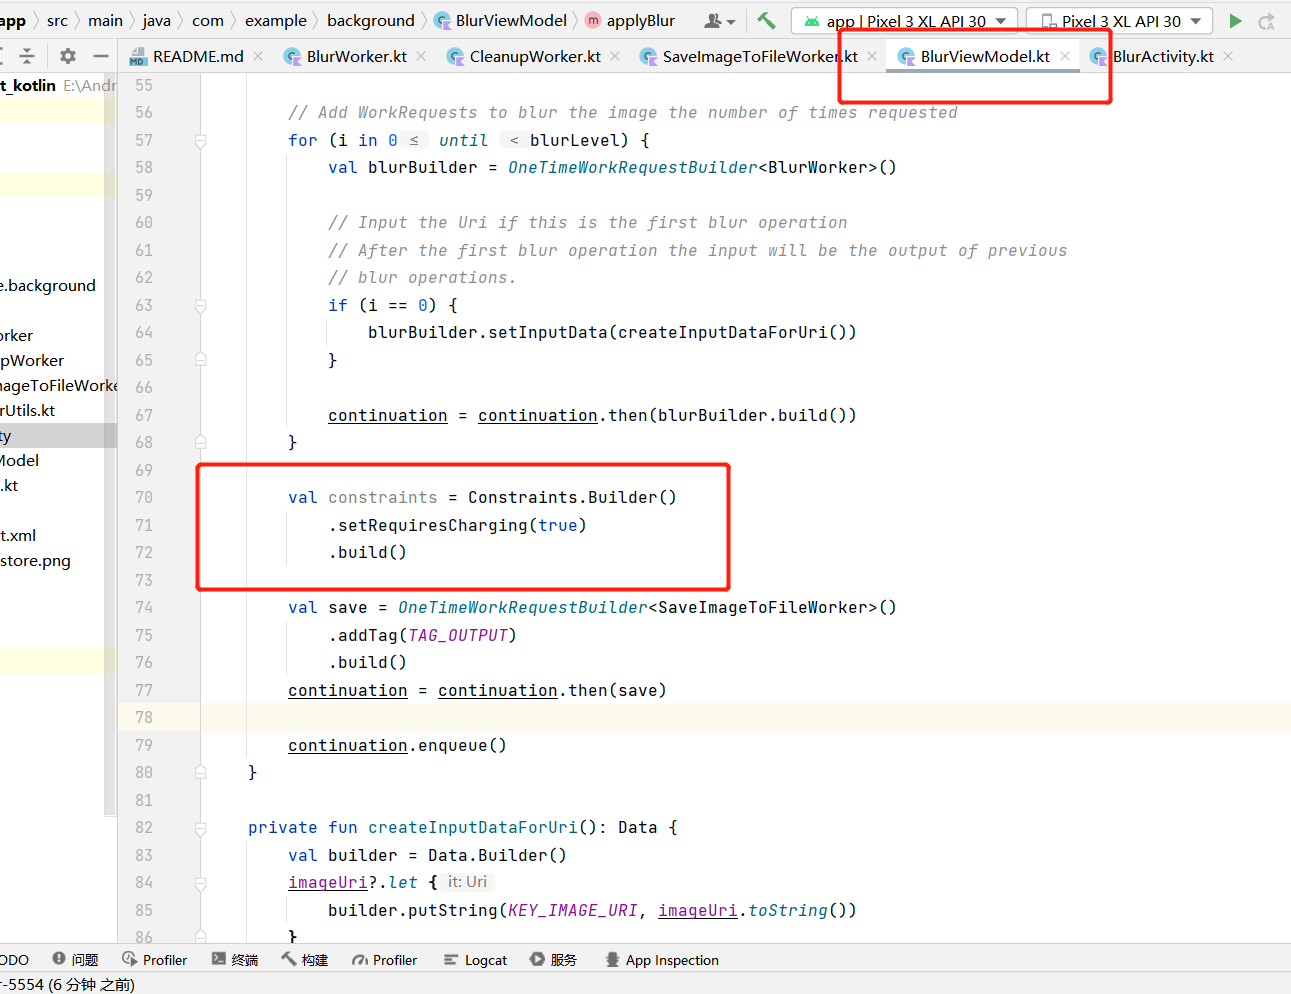 app src main java com example background BlurViewModel m applyBlur app | Pixel 3 XL API 30 Pixel 3 XL API 30
README.md BlurWorker.kt CleanupWorker.kt SaveImageToFileWorker.kt BlurViewModel.kt BlurActivity.kt
t_kotlin E:\Andr
e.background
orker
pWorker
nageToFileWorke
rUtils.kt
ty
Model
.kt
t.xml
store.png
55
56 // Add WorkRequests to blur the image the number of times requested
57 for (i in 0 ≤ until < blurLevel) {
58 val blurBuilder = OneTimeWorkRequestBuilder<BlurWorker>()
59
60 // Input the Uri if this is the first blur operation
61 // After the first blur operation the input will be the output of previous
62 // blur operations.
63 if (i == 0) {
64 blurBuilder.setInputData(createInputDataForUri())
65 }
66
67 continuation = continuation.then(blurBuilder.build())
68 }
69
70 val constraints = Constraints.Builder()
71 .setRequiresCharging(true)
72 .build()
73
74 val save = OneTimeWorkRequestBuilder<SaveImageToFileWorker>()
75 .addTag(TAG_OUTPUT)
76 .build()
77 continuation = continuation.then(save)
78
79 continuation.enqueue()
80 }
81
82 private fun createInputDataForUri(): Data {
83 val builder = Data.Builder()
84 imageUri?.let { it: Uri
85 builder.putString(KEY_IMAGE_URI, imageUri.toString())
86 }
ODO 问题 Profiler 终端 构建 Profiler Logcat 服务 App Inspection
-5554 (6 分钟 之前)